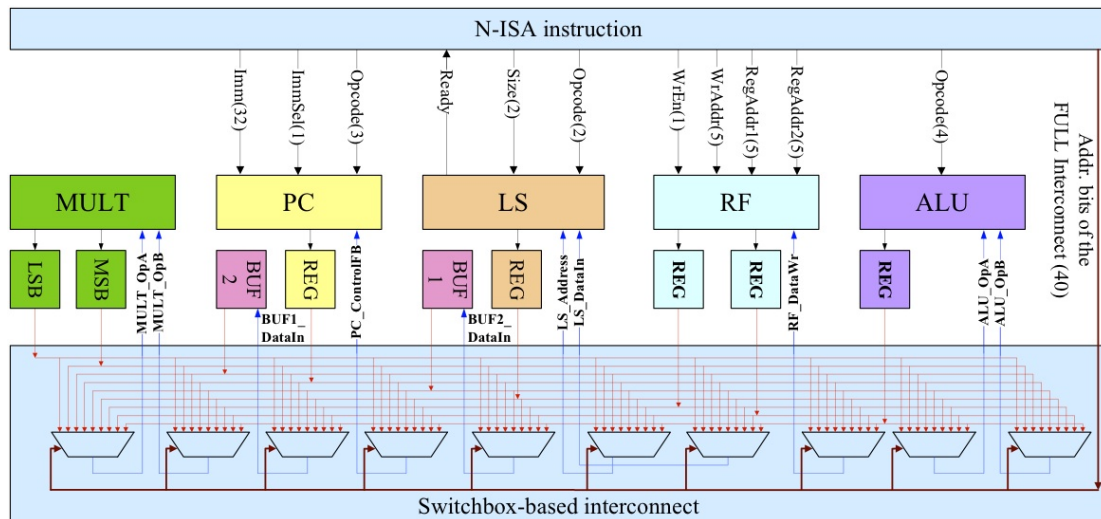 N-ISA instruction
Imm(32)
ImmSel(1)
Opcode(3)
Ready
Size(2)
Opcode(2)
WrEn(1)
WrAddr(5)
RegAddr1(5)
RegAddr2(5)
Opcode(4)
Addr. bits of the
FULL Interconnect (40)
MULT
PC
LS
RF
ALU
LSB
MSB
MULT_OpA
MULT_OpB
BUF
2
BUF1_
DataIn
REG
PC_ControlFB
BUF
1
BUF2_
DataIn
REG
LS_Address
LS_DataIn
REG
REG
RF_DataWr
REG
ALU_OpA
ALU_OpB
Switchbox-based interconnect